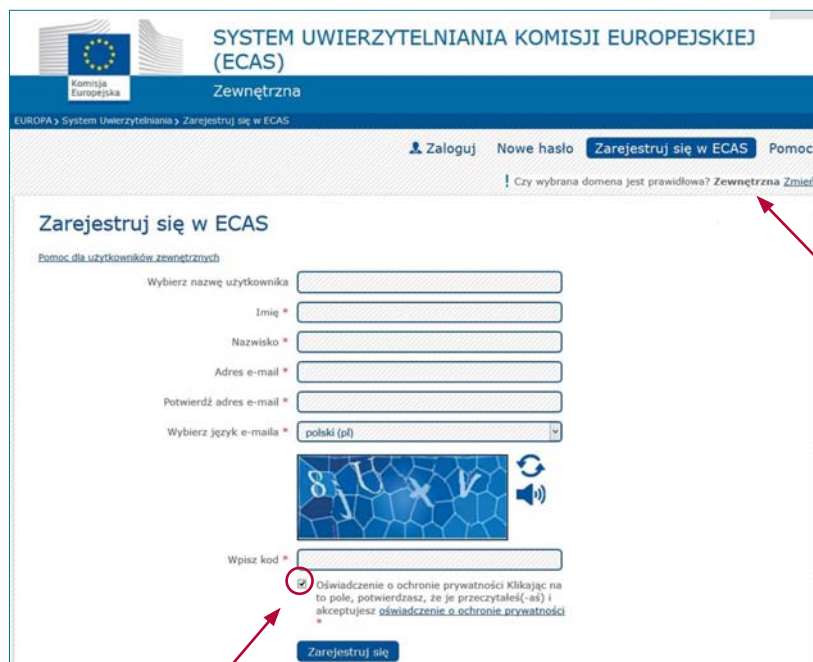 SYSTEM UWIERZYTELNIANIA KOMISJI EUROPEJSKIEJ
(ECAS)
Komisja
Europejska
Zewnętrzna
EUROPA > System Uwierzytelniania > Zarejestruj się w ECAS
Zaloguj Nowe hasło Zarejestruj się w ECAS Pomoc
! Czy wybrana domena jest prawidłowa? Zewnętrzna Zmień
Zarejestruj się w ECAS
Pomoc dla użytkowników zewnętrznych
Wybierz nazwę użytkownika
Imię *
Nazwisko *
Adres e-mail *
Potwierdź adres e-mail *
Wybierz język e-maila * polski (pl)
Wpisz kod *
Oświadczenie o ochronie prywatności Klikając na
to pole, potwierdzasz, że je przeczytałeś(-aś) i
akceptujesz oświadczenie o ochronie prywatności
*
Zarejestruj się